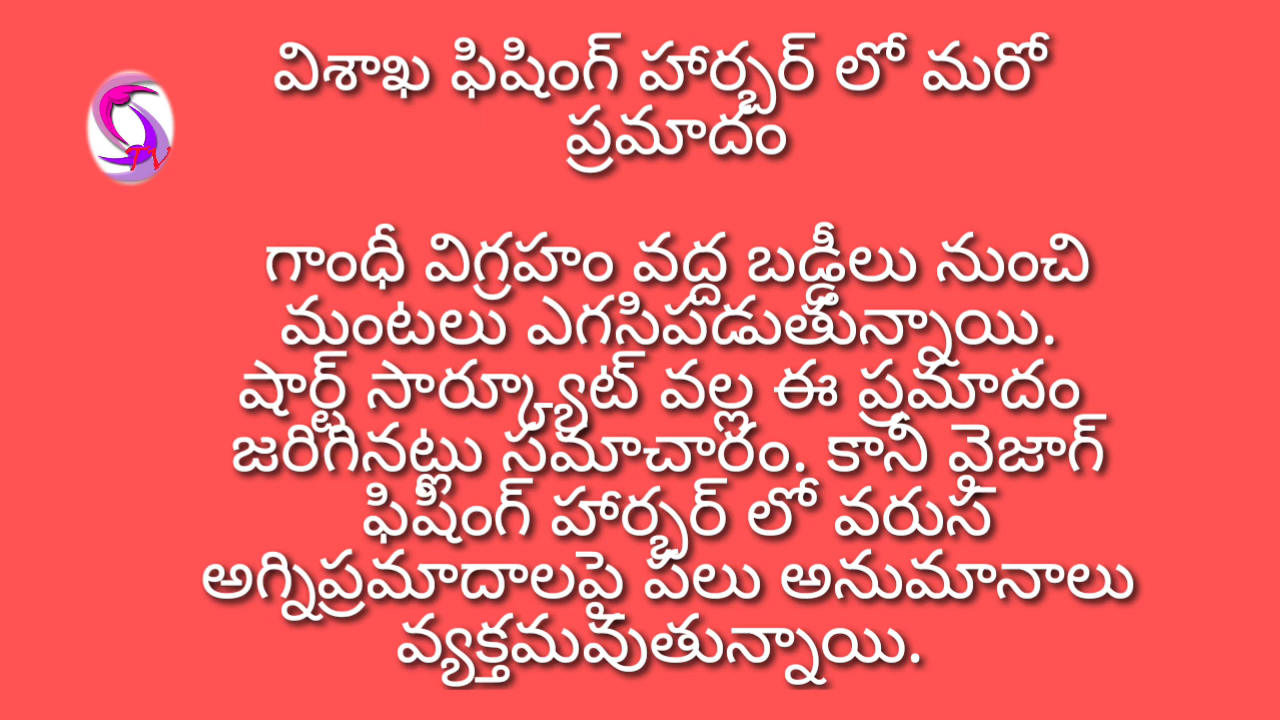 విశాఖ ఫిషింగ్ హార్బర్ లో మరో
ప్రమాదం
TV
గాంధీ విగ్రహం వద్ద బడ్డీలు నుంచి
మంటలు ఎగసిపడుతున్నాయి.
షార్ట్ సార్క్యూట్ వల్ల ఈ ప్రమాదం
జరిగినట్లు సమాచారం. కానీ వైజాగ్
ఫిషింగ్ హార్బర్ లో వరుస
అగ్నిప్రమాదాలపై పలు అనుమానాలు
వ్యక్తమవుతున్నాయి.